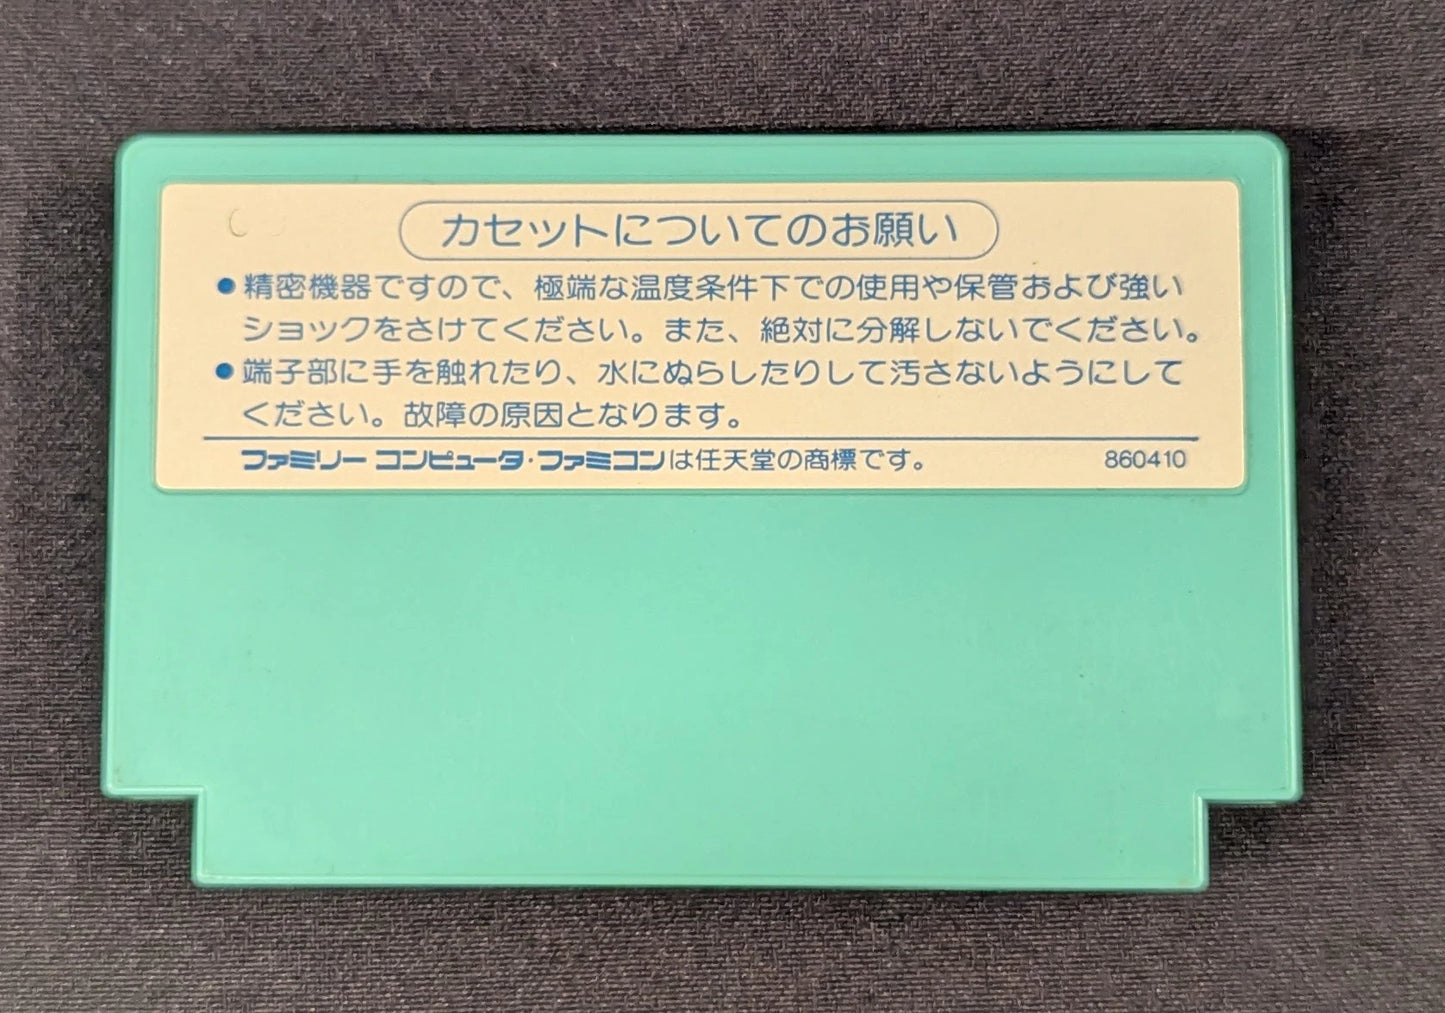 カセットについてのお願い
●精密機器ですので、極端な温度条件下での使用や保管および強い
ショックをさけてください。また、絶対に分解しないでください。
●端子部に手を触れたり、水にぬらしたりして汚さないようにして
ください。故障の原因となります。
ファミリー コンピュータ・ファミコンは任天堂の商標です。 860410